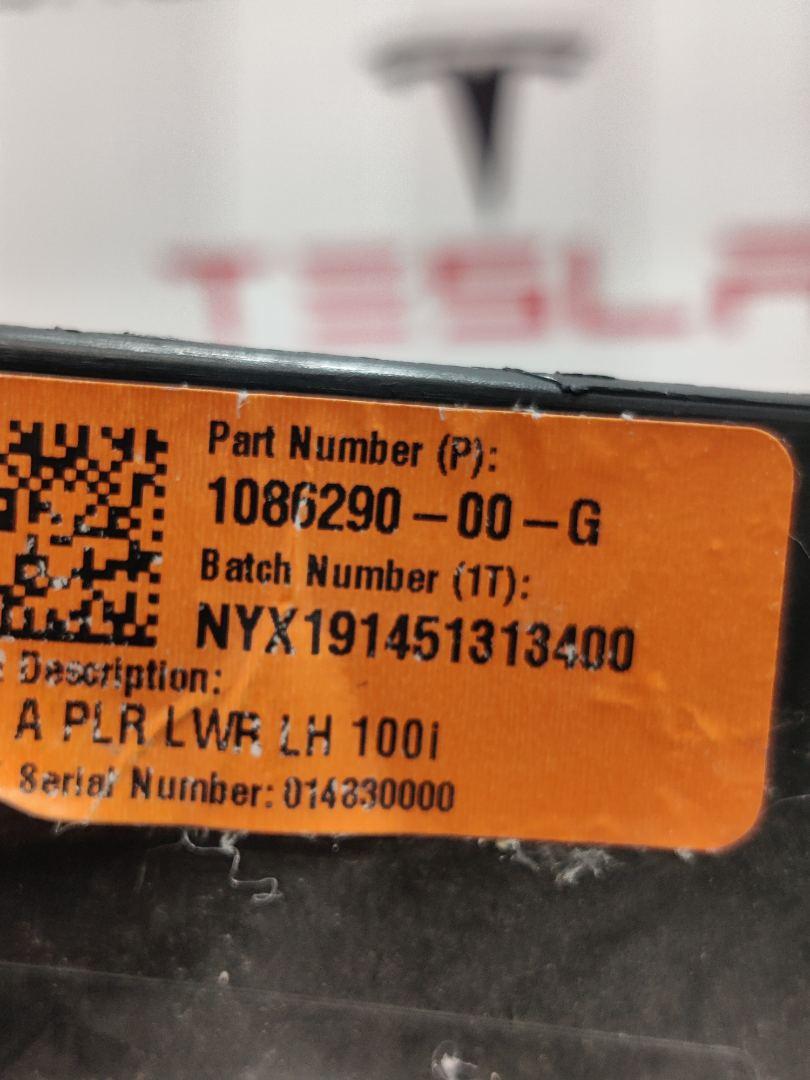 TESLA
Part Number (P):
1086290-00-G
Batch Number (1T):
NYX191451313400
Description:
A PLR LWR LH 100i
Serial Number: 014830000